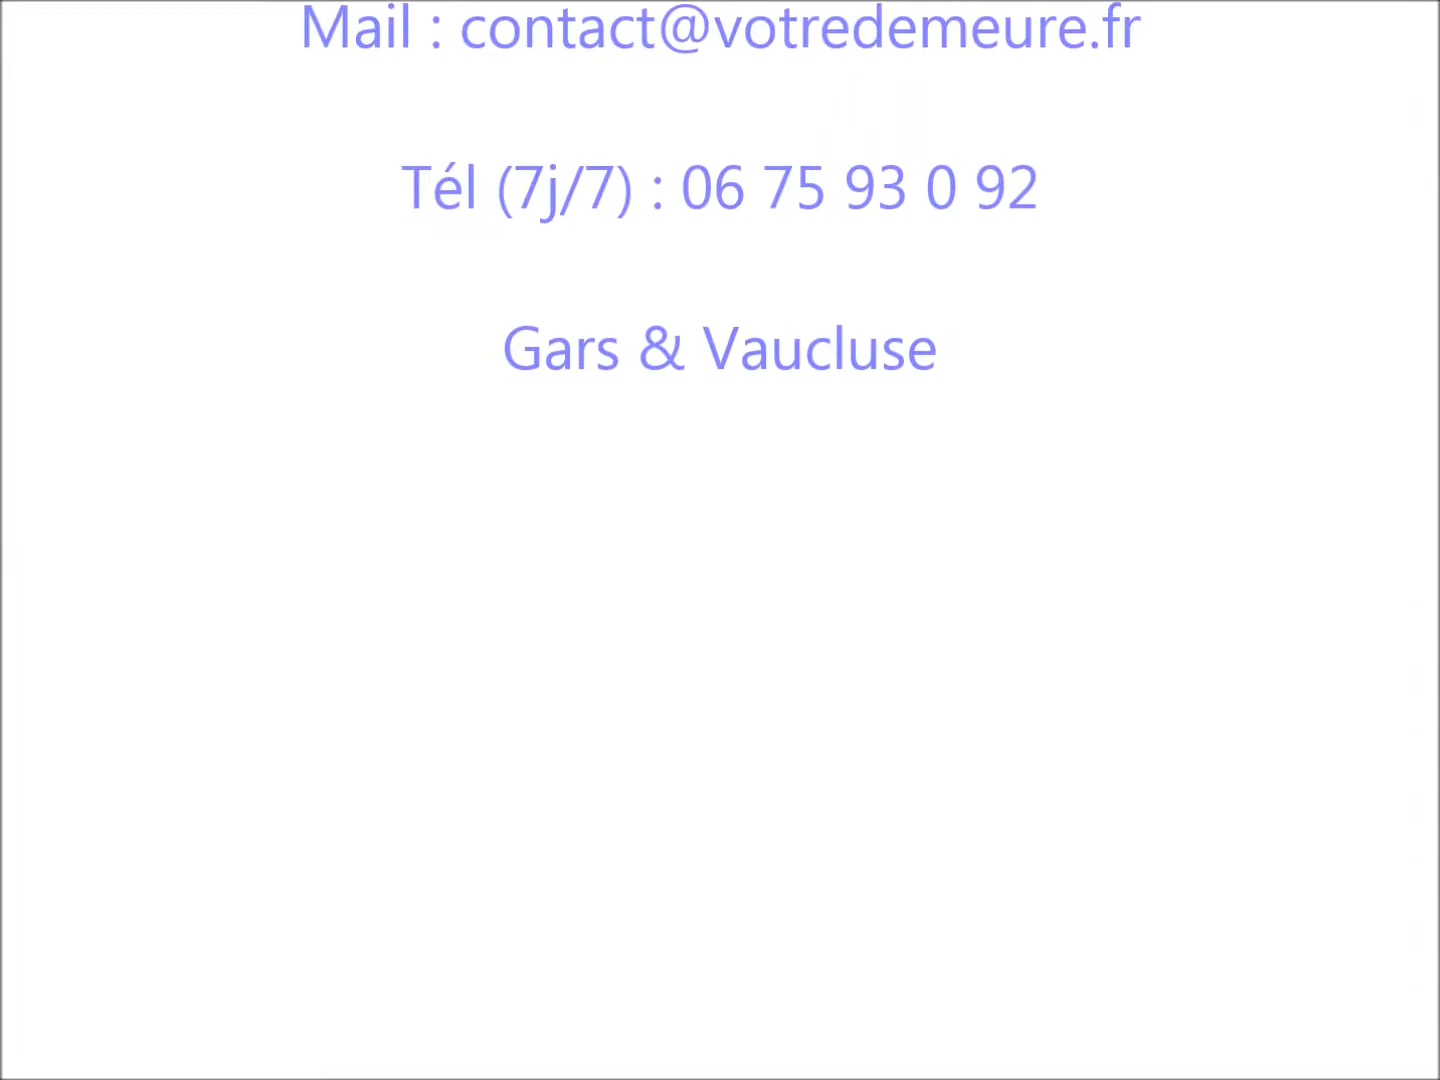 Mail : contact@votredemeure.fr
Tél (7j/7) : 06 75 93 0 92
Gars & Vaucluse